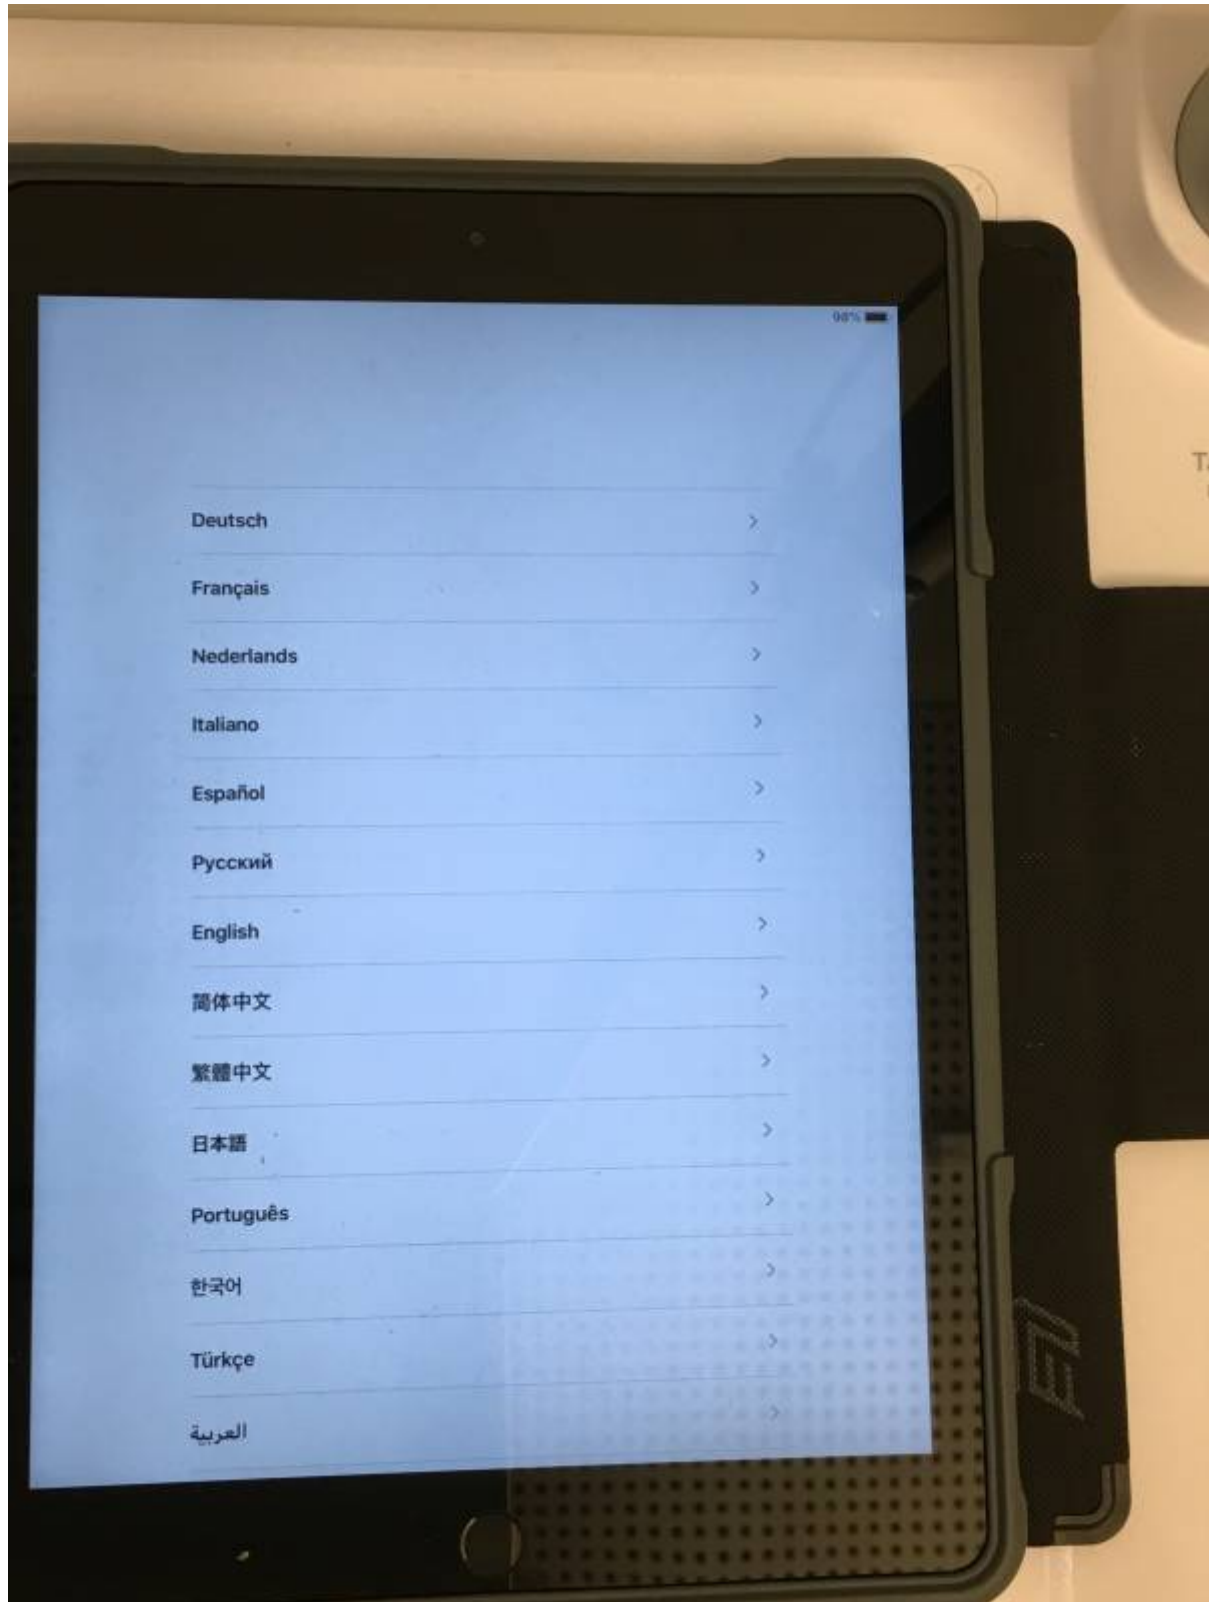 98%
Deutsch
Français
Nederlands
Italiano
Español
Русский
English
简体中文
繁體中文
日本語
Português
한국어
Türkçe
العربية